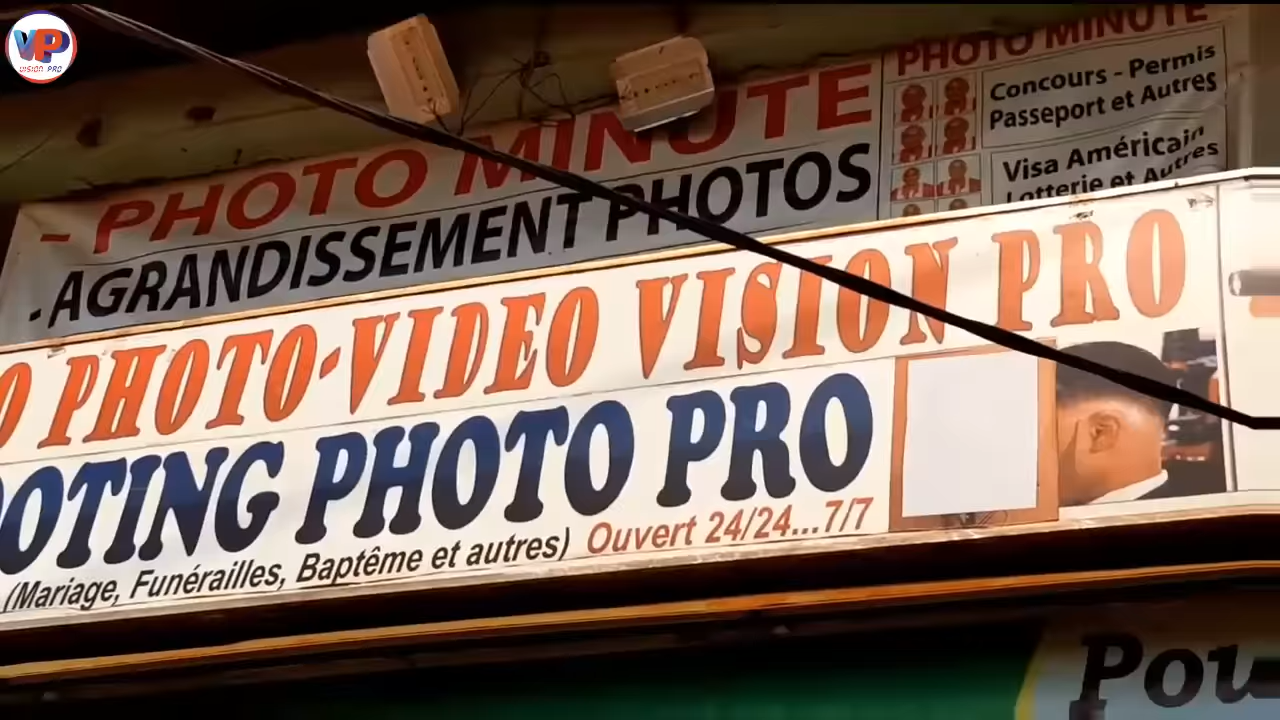 VP
VISION PRO
- PHOTO MINUTE
- AGRANDISSEMENT PHOTOS
PHOTO MINUTE
Concours - Permis
Passeport et Autres
Visa Américain
Lotterie et Autres
O PHOTO-VIDEO VISION PRO
OOTING PHOTO PRO
(Mariage, Funérailles, Baptême et autres) Ouvert 24/24...7/7
Pou